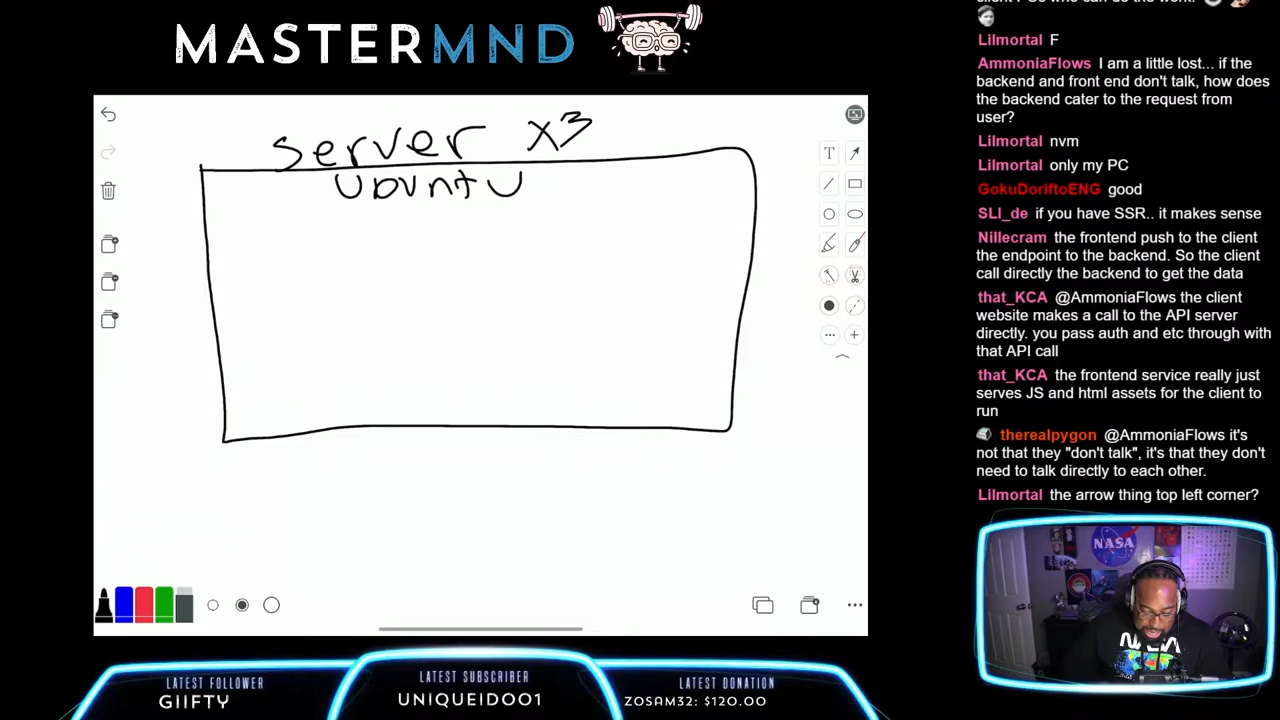 MASTERMND
server x3
Ubuntu
Lilmortal F
AmmoniaFlows I am a little lost... if the
backend and front end don't talk, how does
the backend cater to the request from
user?
Lilmortal nvm
Lilmortal only my PC
GokuDoriftoENG good
SLI_de if you have SSR.. it makes sense
Nillecram the frontend push to the client
the endpoint to the backend. So the client
call directly the backend to get the data
that_KCA @AmmoniaFlows the client
website makes a call to the API server
directly. you pass auth and etc through with
that API call
that_KCA the frontend service really just
serves JS and html assets for the client to
run
therealpygon @AmmoniaFlows it's
not that they "don't talk", it's that they don't
need to talk directly to each other.
Lilmortal the arrow thing top left corner?
T
NASA
LATEST FOLLOWER
GIIFTY
LATEST SUBSCRIBER
UNIQUEIDOO1
LATEST DONATION
ZOSAM32: $120.00